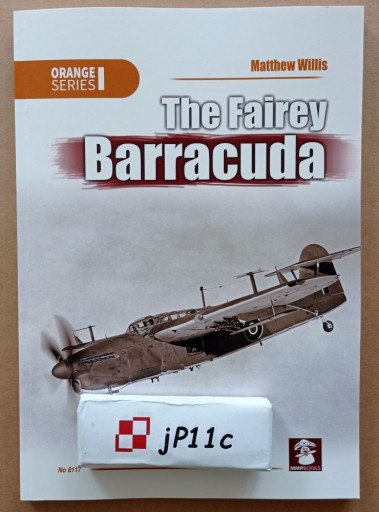 ORANGE
SERIES
Matthew Willis
The Fairey
Barracuda
jP11c
No 8117
MMPBOOKS